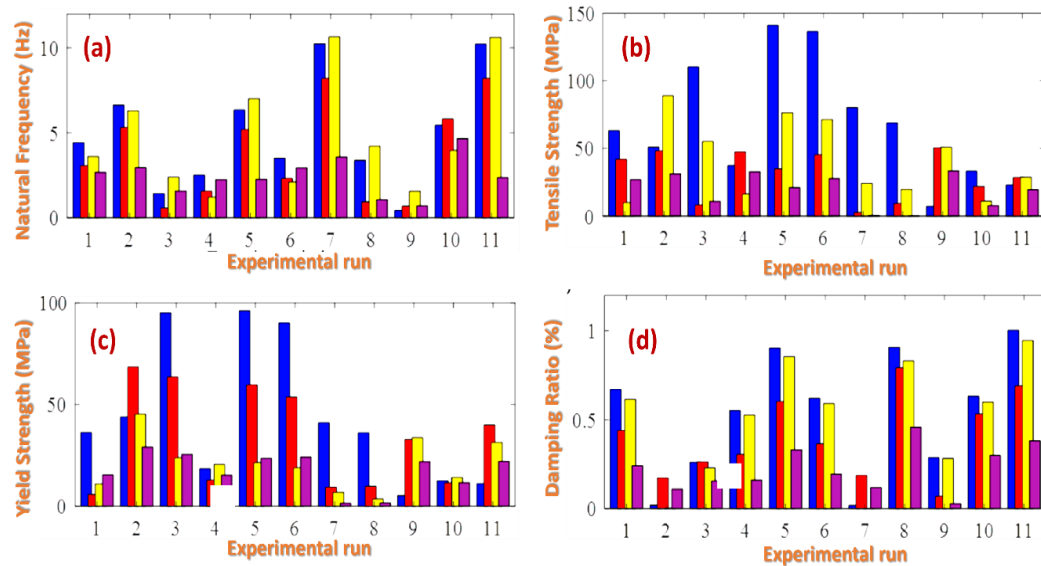 (a)
Natural Frequency (Hz)
10
5
0
1 2 3 4 5 6 7 8 9 10 11
Experimental run
(b)
Tensile Strength (MPa)
150
100
50
0
1 2 3 4 5 6 7 8 9 10 11
Experimental run
(c)
Yield Strength (MPa)
100
50
0
1 2 3 4 5 6 7 8 9 10 11
Experimental run
(d)
Damping Ratio (%)
1
0.5
0
1 2 3 4 5 6 7 8 9 10 11
Experimental run